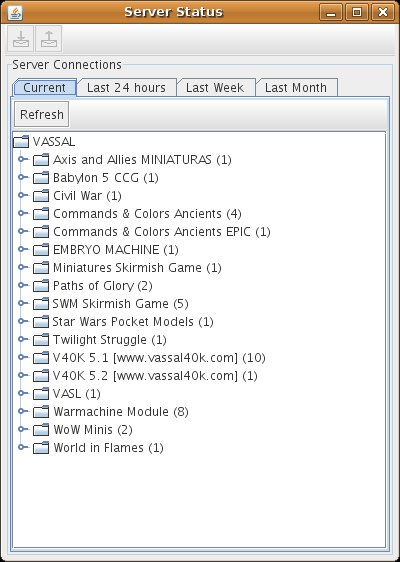 Server Status
Server Connections
Current Last 24 hours Last Week Last Month
Refresh
VASSAL
Axis and Allies MINIATURAS (1)
Babylon 5 CCG (1)
Civil War (1)
Commands & Colors Ancients (4)
Commands & Colors Ancients EPIC (1)
EMBRYO MACHINE (1)
Miniatures Skirmish Game (1)
Paths of Glory (2)
SWM Skirmish Game (5)
Star Wars Pocket Models (1)
Twilight Struggle (1)
V40K 5.1 [www.vassal40k.com] (10)
V40K 5.2 [www.vassal40k.com] (1)
VASL (1)
Warmachine Module (8)
WoW Minis (2)
World in Flames (1)